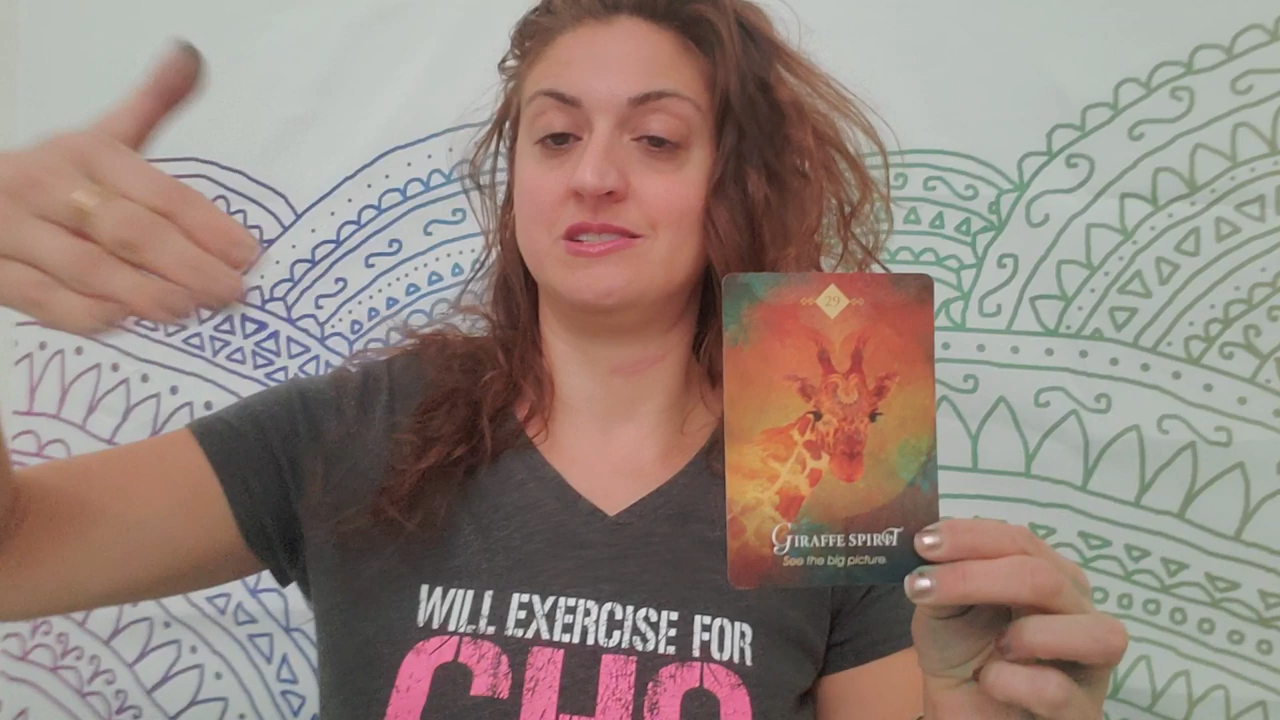 29
GIRAFFE SPIRIT
See the big picture.
WILL EXERCISE FOR